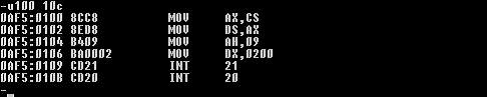 -u100 10c
0AF5:0100 8CC8 MOV AX,CS
0AF5:0102 8ED8 MOV DS,AX
0AF5:0104 B409 MOV AH,09
0AF5:0106 BA0002 MOV DX,0200
0AF5:0109 CD21 INT 21
0AF5:010B CD20 INT 20
-